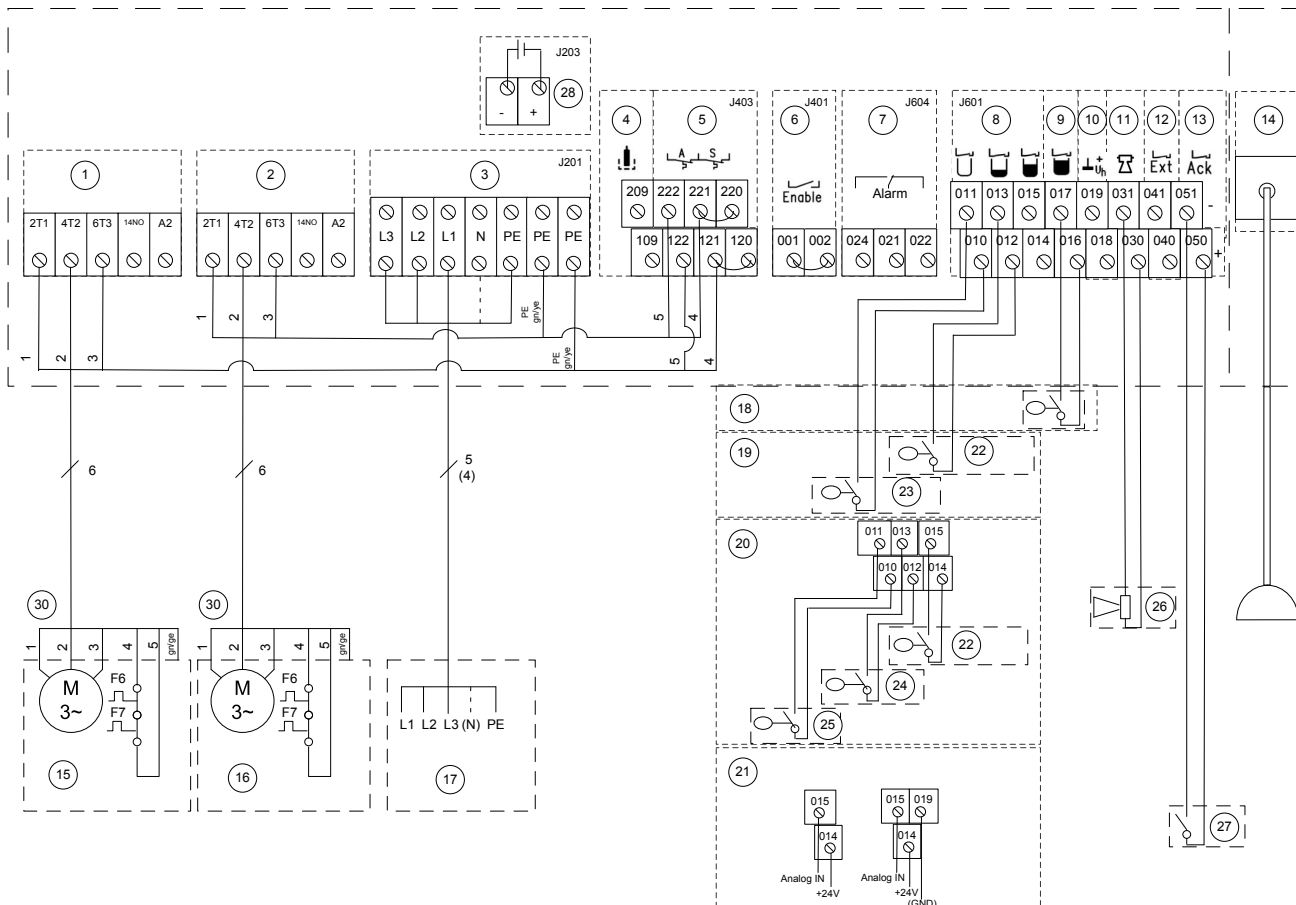 J203
28
- +
J403
J401
J604
J601
4
5
6
7
8
9
10
11
12
13
14
A S
Enable
Alarm
+
Uh
Ext
Ack
1
2
3
J201
209 222 221 220
109 122 121 120
001 002
024 021 022
011 013 015 017 019 031 041 051 -
010 012 014 016 018 030 040 050 +
2T1 4T2 6T3 14NO A2
2T1 4T2 6T3 14NO A2
L3 L2 L1 N PE PE PE
1 2 3
PE
gn/ye
5 4
1 2 3
PE
gn/ye
5 4
18
19
22
23
6
6
5
(4)
20
011 013 015
010 012 014
22
24
25
26
30
1 2 3 4 5 gn/ge
M
3~
F6
F7
15
30
1 2 3 4 5 gn/ge
M
3~
F6
F7
16
L1 L2 L3 (N) PE
17
21
015
014
Analog IN
+24V
015 019
014
Analog IN
+24V
(GND)
27